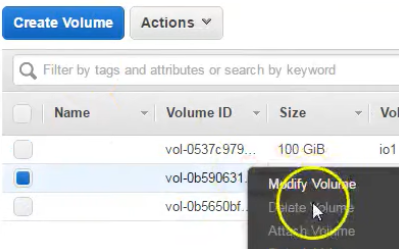 Create Volume Actions
Filter by tags and attributes or search by keyword
Name Volume ID Size Vol
vol-0537c979... 100 GiB io1
vol-0b590631.
Modify Volume
vol-0b5650bf.
Delete Volume
Attach Volume